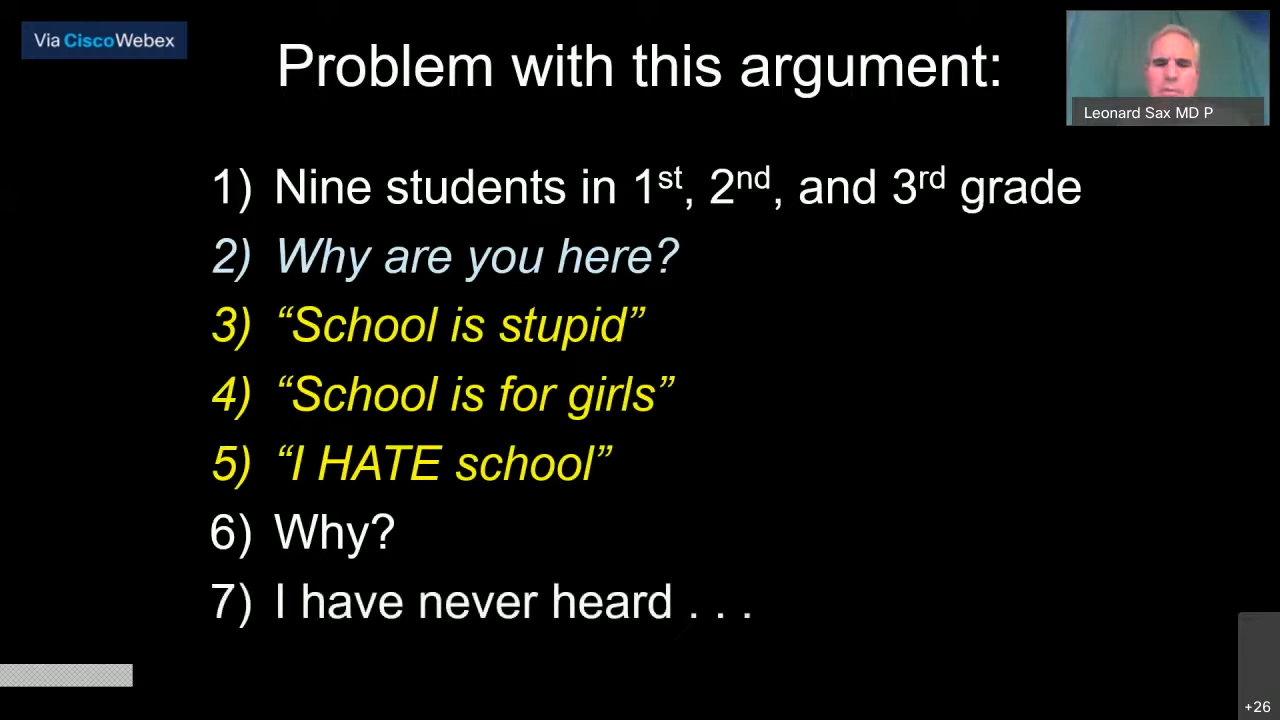 Via CiscoWebex
Problem with this argument:
Leonard Sax MD P
1) Nine students in 1st, 2nd, and 3rd grade
2) Why are you here?
3) “School is stupid”
4) “School is for girls”
5) “I HATE school”
6) Why?
7) I have never heard . . .
+26